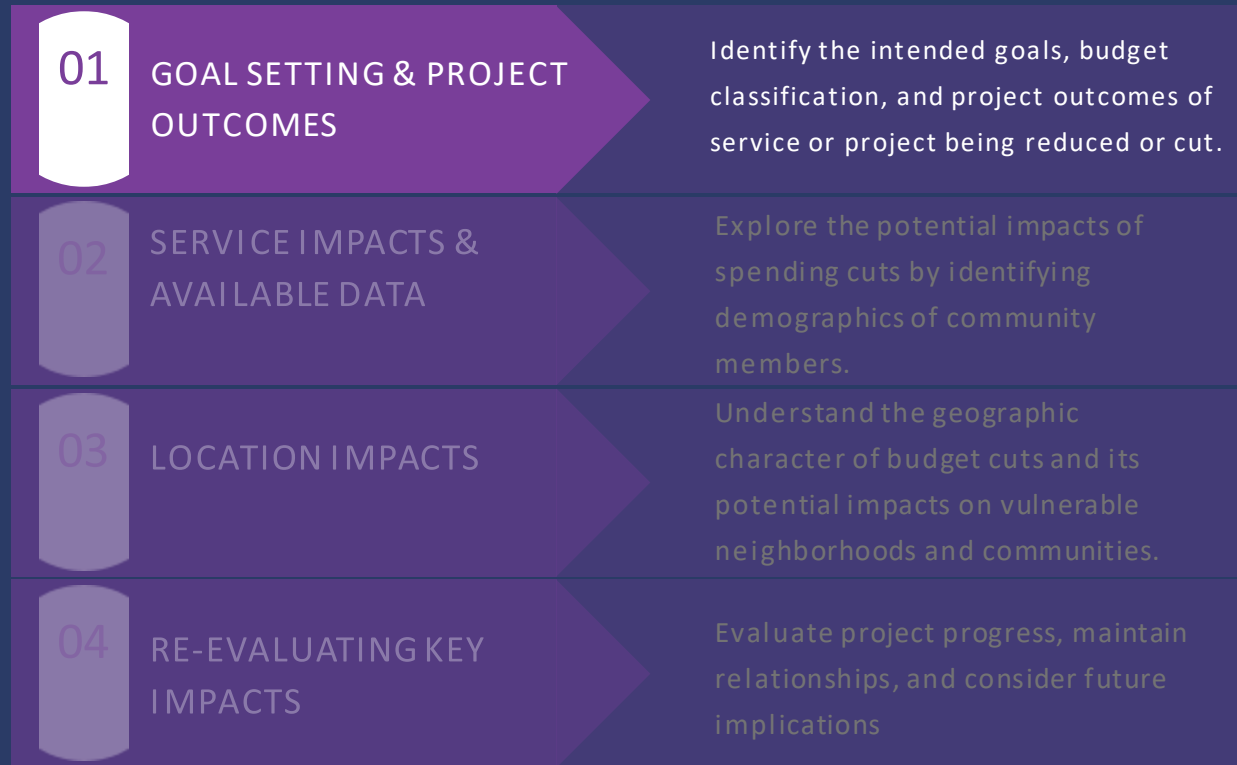 01
GOAL SETTING & PROJECT
OUTCOMES
Identify the intended goals, budget
classification, and project outcomes of
service or project being reduced or cut.
02
SERVICE IMPACTS &
AVAILABLE DATA
Explore the potential impacts of
spending cuts by identifying
demographics of community
members.
03
LOCATION IMPACTS
Understand the geographic
character of budget cuts and its
potential impacts on vulnerable
neighborhoods and communities.
04
RE-EVALUATING KEY
IMPACTS
Evaluate project progress, maintain
relationships, and consider future
implications